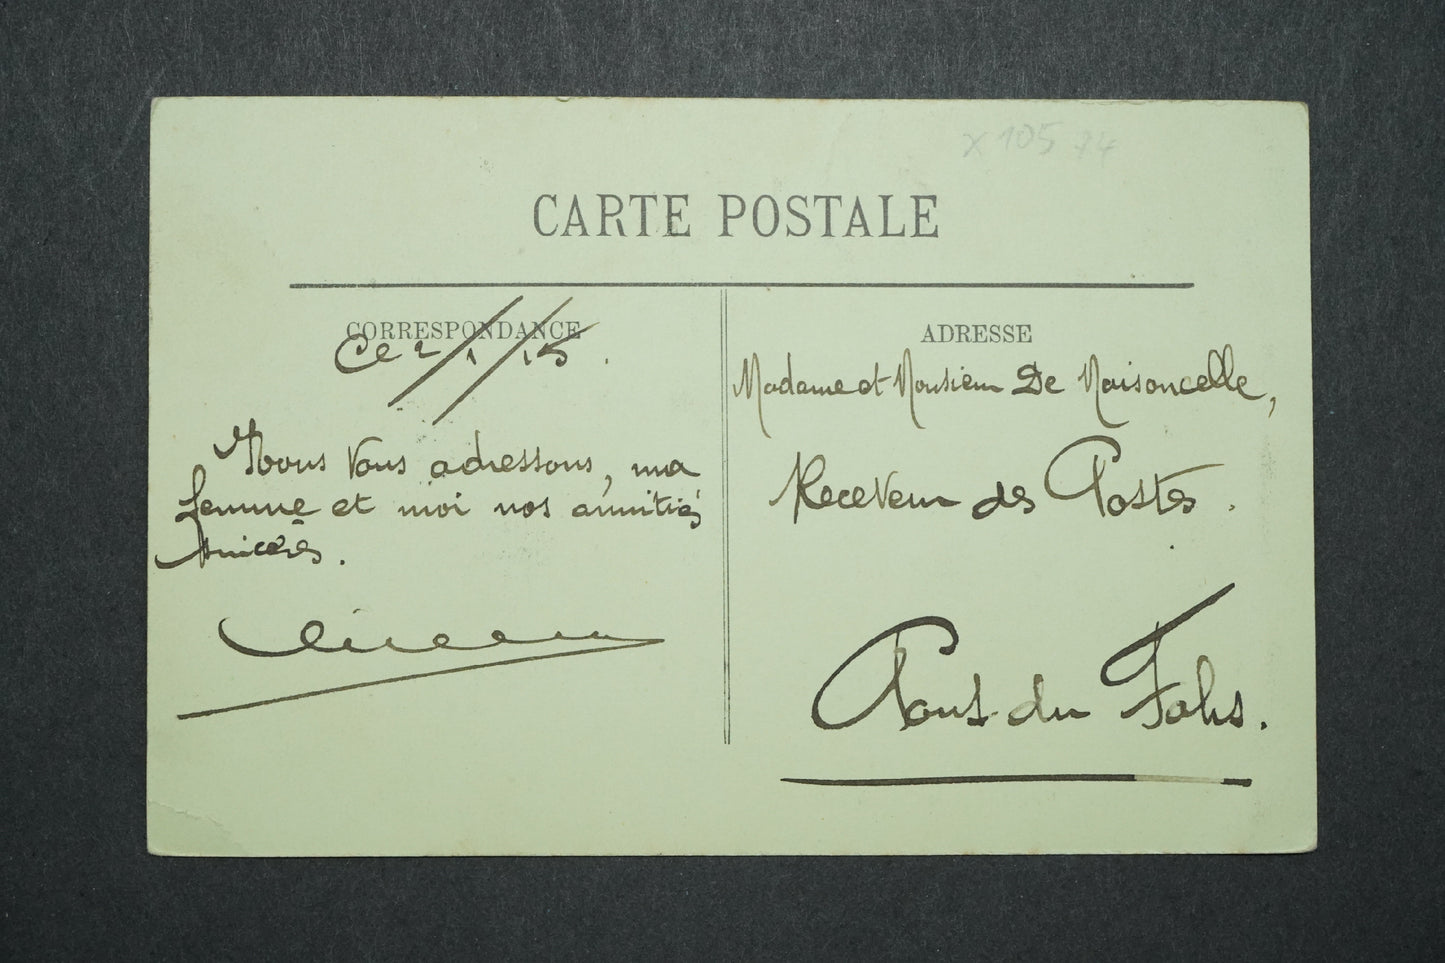 x 105
CARTE POSTALE
CORRESPONDANCE
Ce 2/1/15.
Nous Vous adressons, ma
femme et moi nos amitiés
sincères.
ADRESSE
Madame et Monsieur De Maisoncelle,
Receveur des Postes.
Pont-du Fahs.